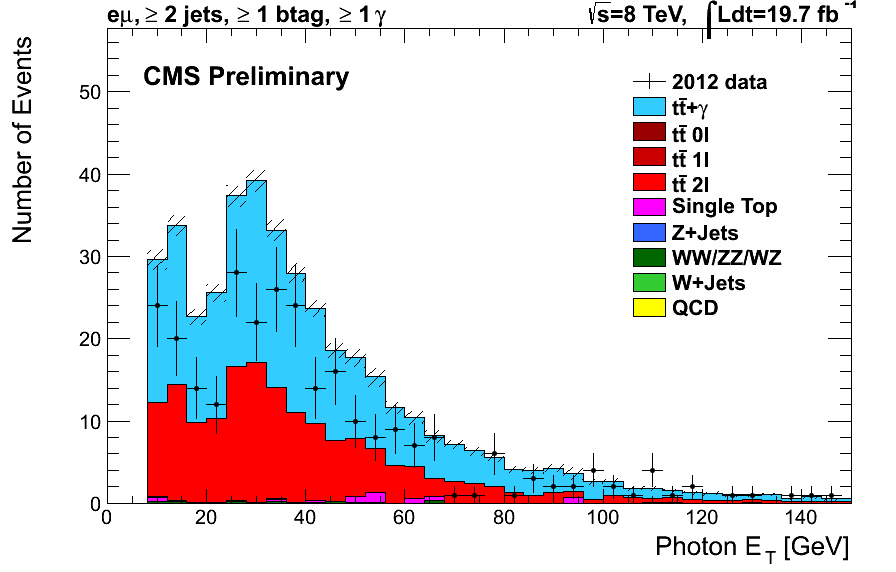 eμ, ≥ 2 jets, ≥ 1 btag, ≥ 1 γ
√s=8 TeV, ∫Ldt=19.7 fb⁻¹
CMS Preliminary
2012 data
tt̄+γ
tt̄ 0l
tt̄ 1l
tt̄ 2l
Single Top
Z+Jets
WW/ZZ/WZ
W+Jets
QCD
Number of Events
50
40
30
20
10
0
0 20 40 60 80 100 120 140
Photon E_T [GeV]